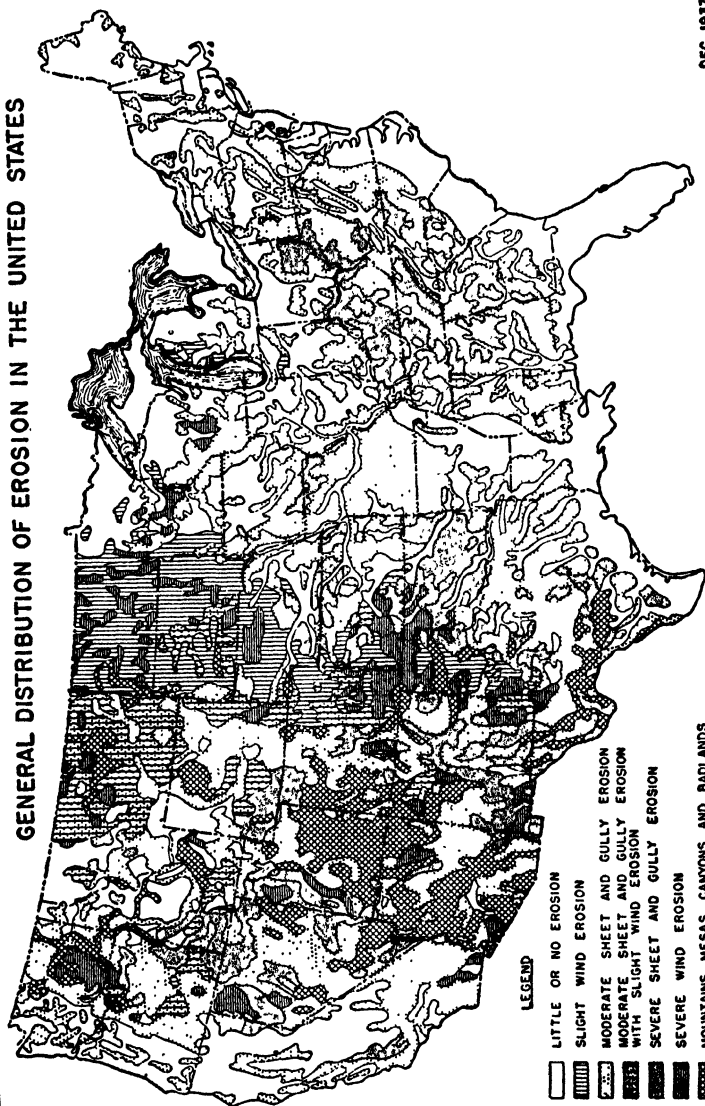 GENERAL DISTRIBUTION OF EROSION IN THE UNITED STATES
LEGEND
LITTLE OR NO EROSION
SLIGHT WIND EROSION
MODERATE SHEET AND GULLY EROSION
MODERATE SHEET AND GULLY EROSION
WITH SLIGHT WIND EROSION
SEVERE SHEET AND GULLY EROSION
SEVERE WIND EROSION
MOUNTAINS, MESAS, CANYONS AND BADLANDS